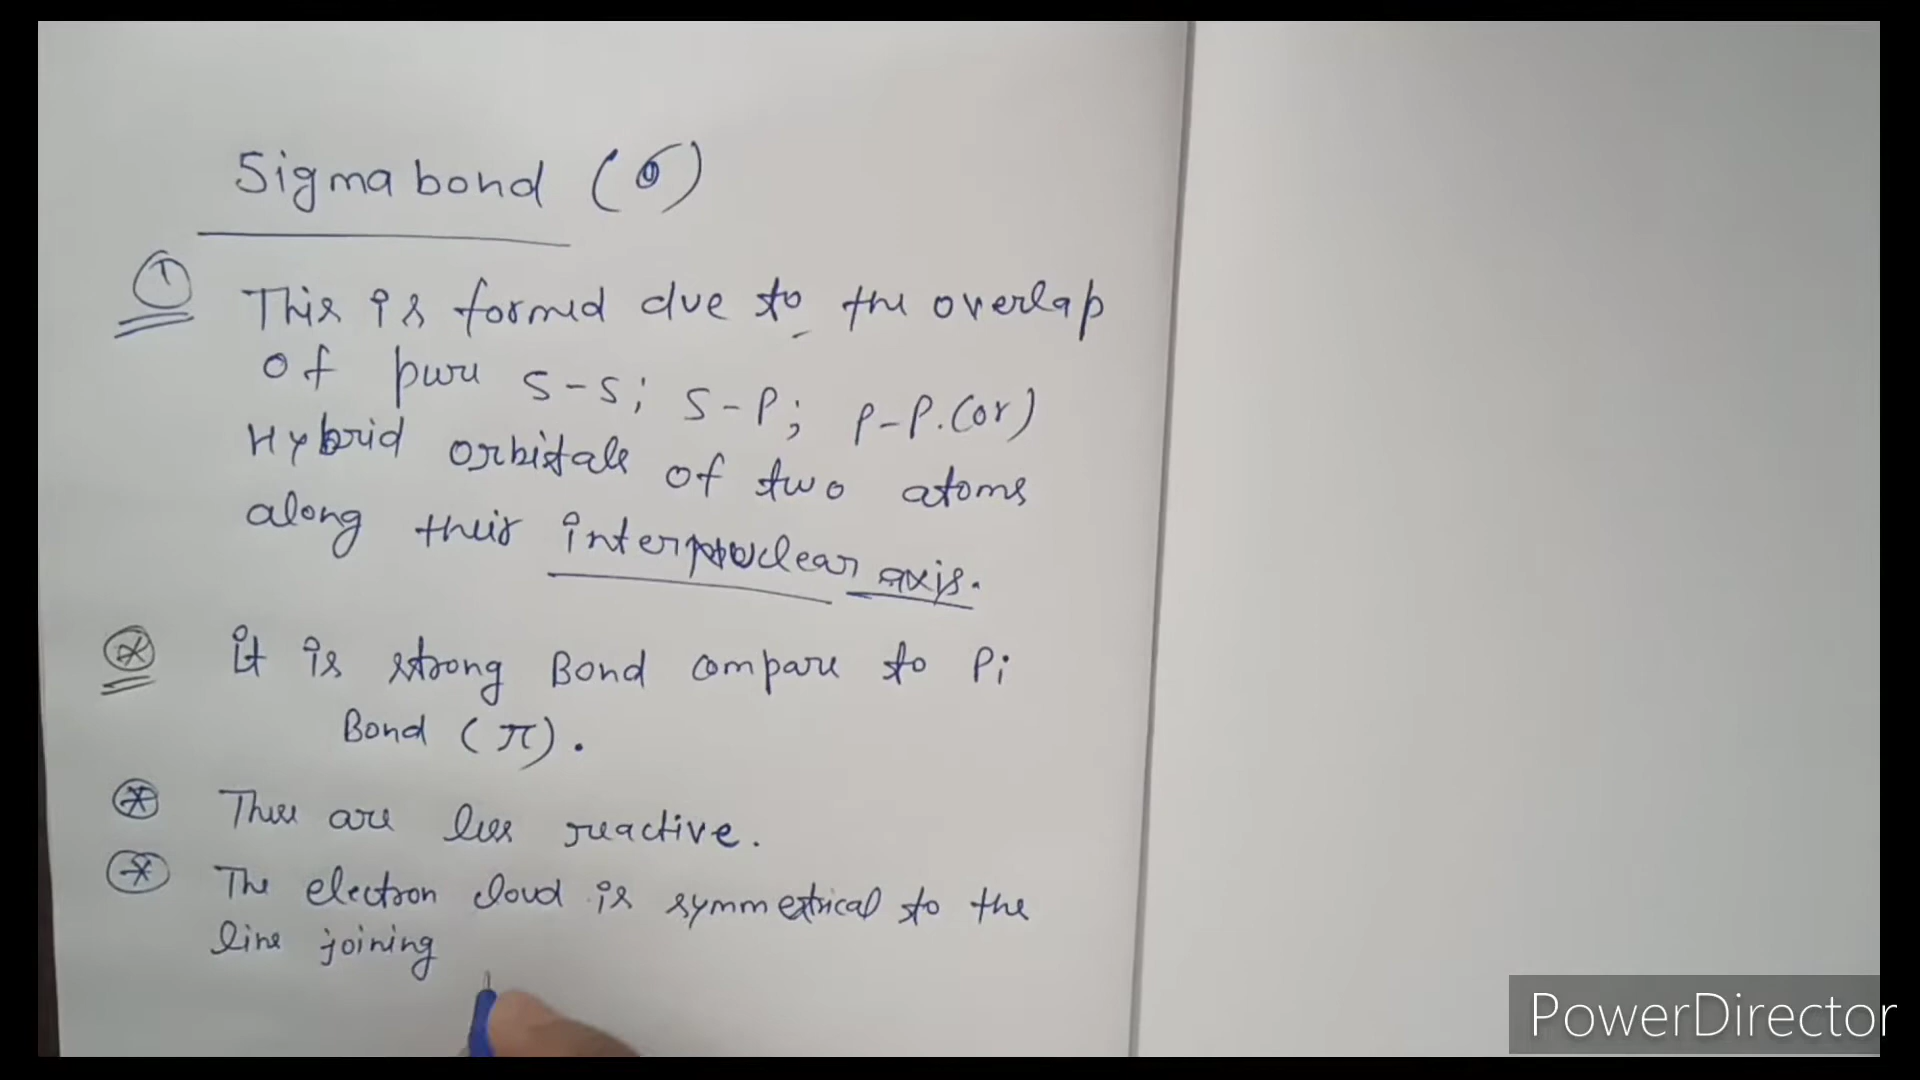 Sigma bond (σ)
① This is formed due to the overlap
of pure s-s; s-p; p-p. (or)
Hybrid orbitals of two atoms
along their internuclear axis.
It is strong Bond compare to Pi
Bond (π).
These are less reactive.
The electron cloud is symmetrical to the
line joining
PowerDirector